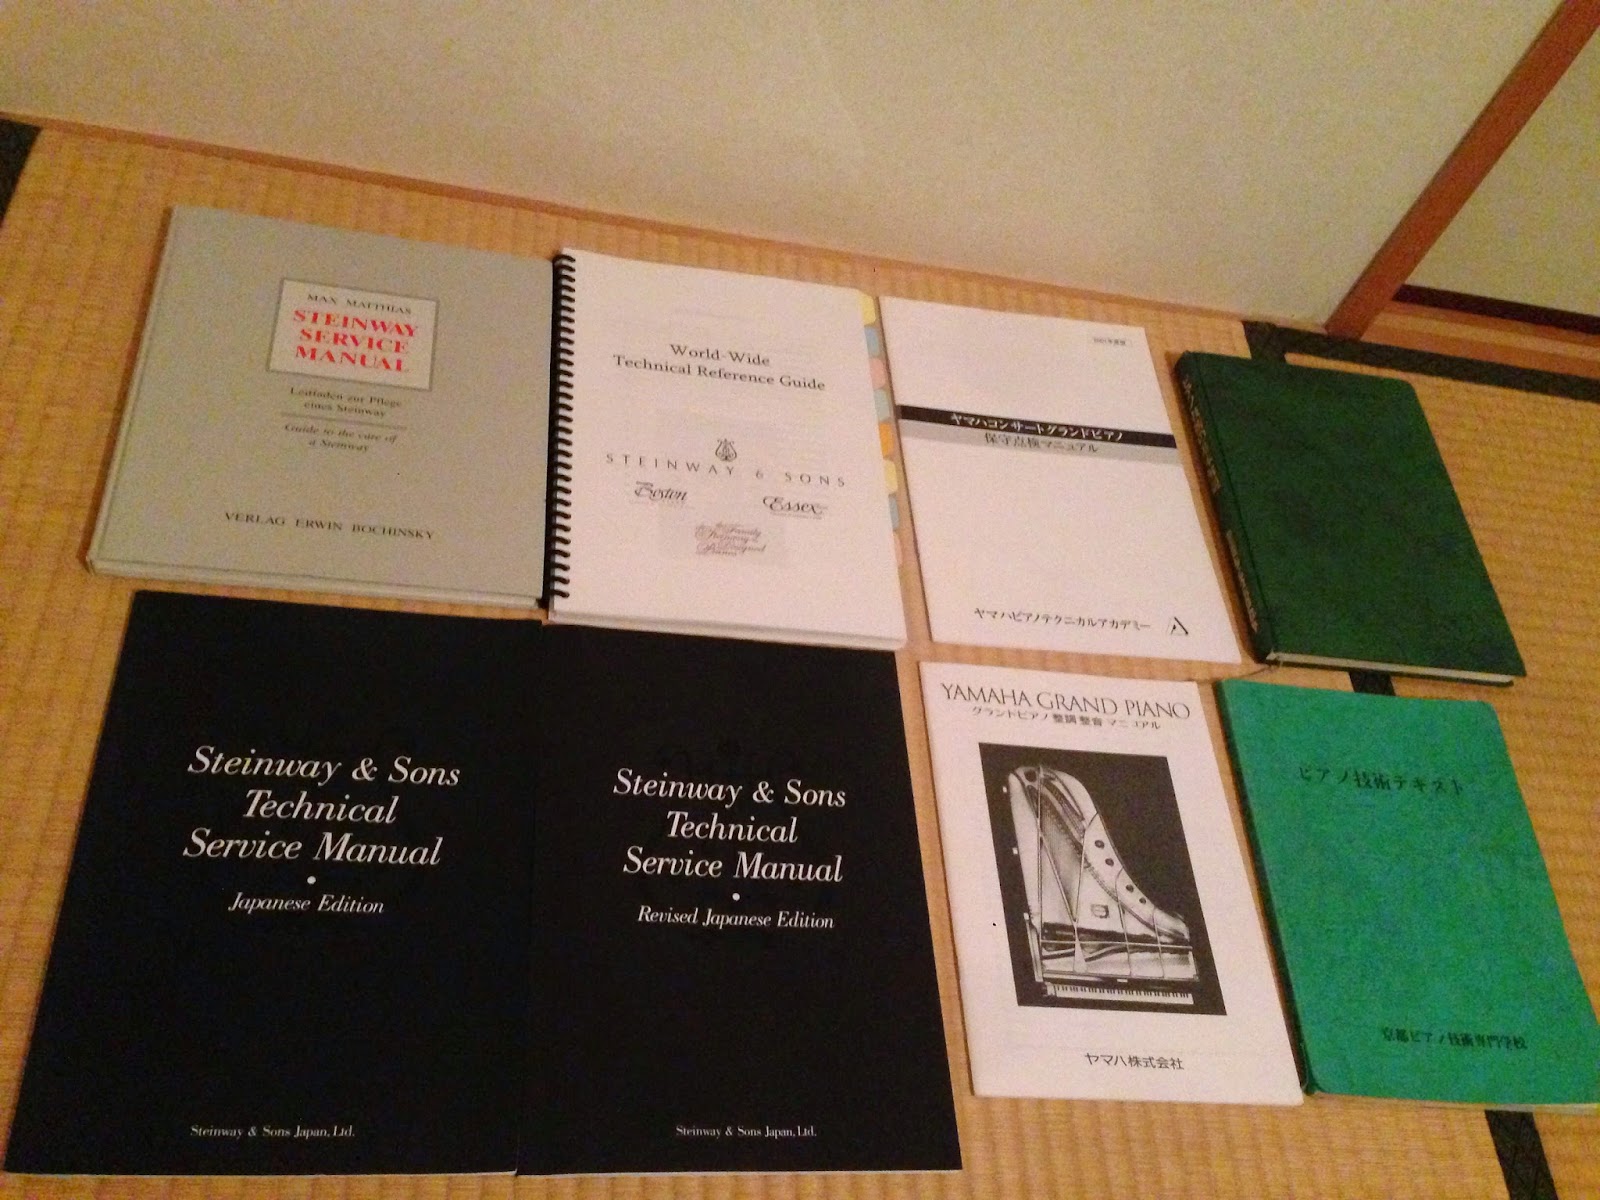 MAX MATTHIAS
STEINWAY
SERVICE
MANUAL
Leitfaden zur Pflege
eines Steinway
Guide to the care of
a Steinway
VERLAG ERWIN BOCHINSKY
World-Wide
Technical Reference Guide
STEINWAY & SONS
Boston
Essex
ヤマハコンサートグランドピアノ
保守点検マニュアル
ヤマハピアノテクニカルアカデミー
Steinway & Sons
Technical
Service Manual
Japanese Edition
Steinway & Sons Japan, Ltd.
Steinway & Sons
Technical
Service Manual
Revised Japanese Edition
Steinway & Sons Japan, Ltd.
YAMAHA GRAND PIANO
グランドピアノ整調整音マニュアル
ヤマハ株式会社
ピアノ技術テキスト
京都ピアノ技術専門学校